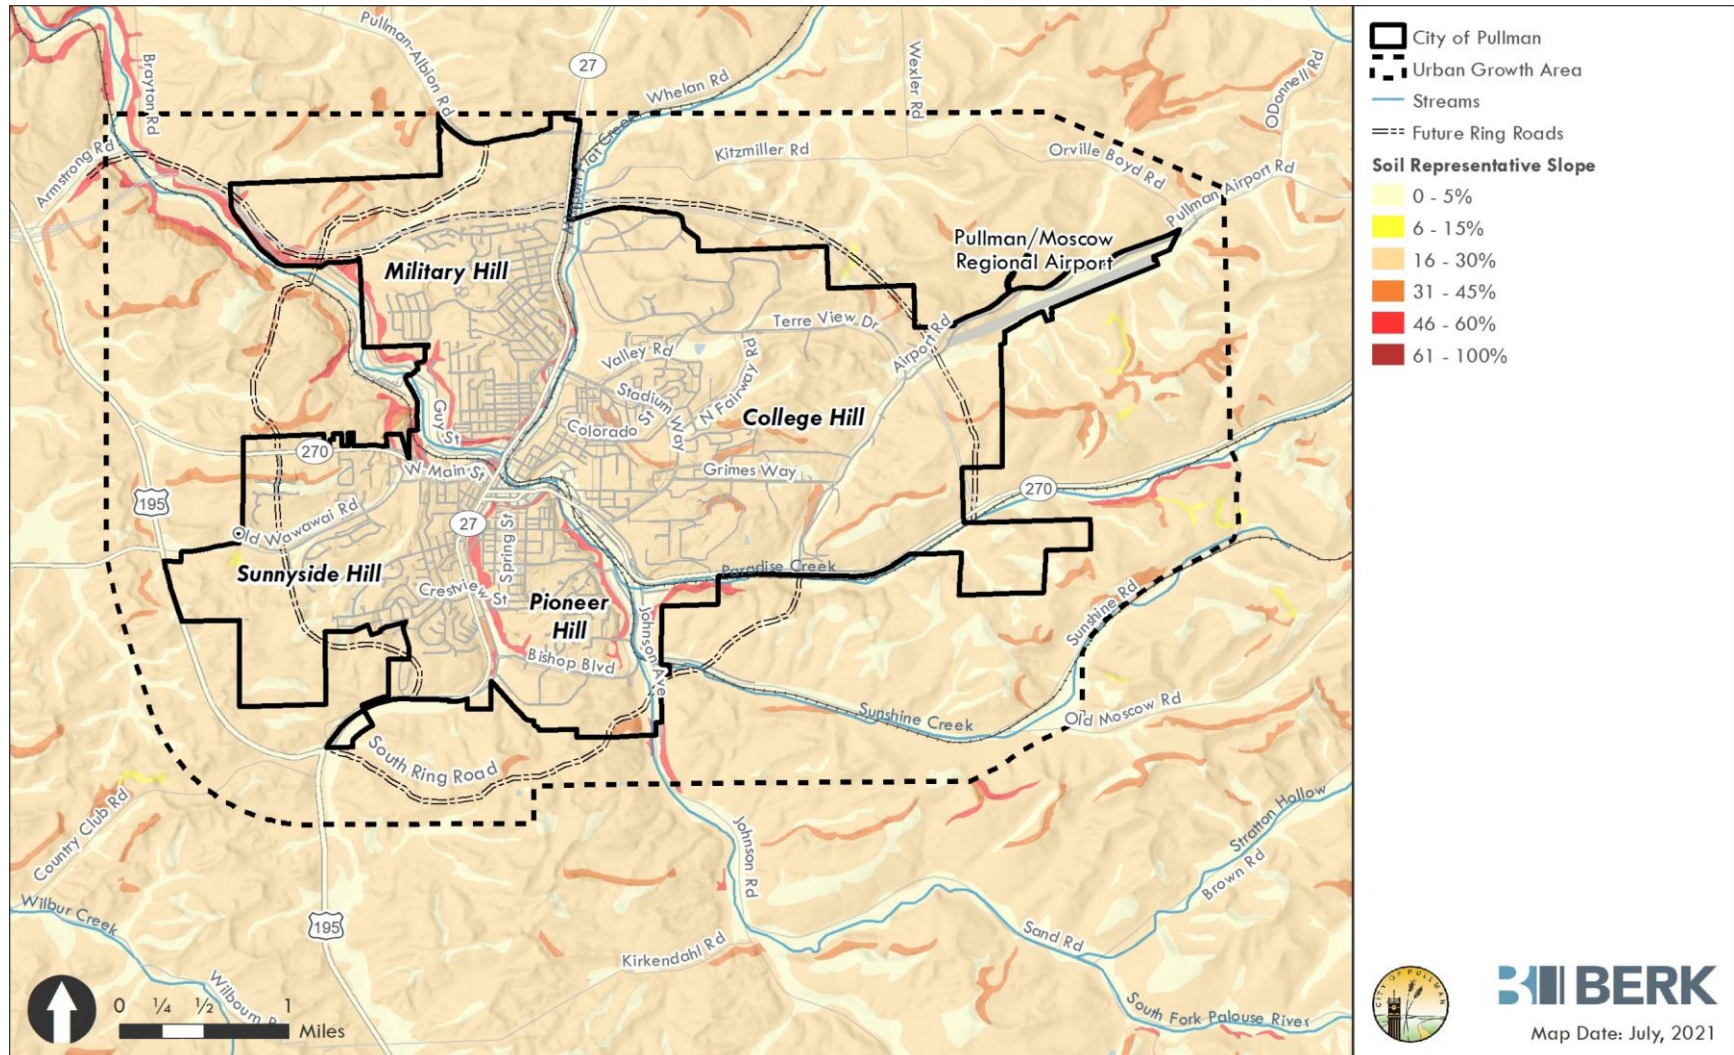 Pullman-Albion Rd
Brayton Rd
27
Whelan Rd
Wexler Rd
ODonnell Rd
Armstrong Rd
Kitzmiller Rd
Orville Boyd Rd
Pullman Airport Rd
Pullman/Moscow
Regional Airport
Military Hill
Terre View Dr
Airport Rd
Valley Rd
N Fairway Rd
Stadium Way
Colorado St
College Hill
Guy St
270
W Main St
Grimes Way
270
195
27
Old Wawawai Rd
Spring St
Sunnyside Hill
Crestview St
Pioneer
Hill
Paradise Creek
Johnson Ave
Sunshine Rd
Bishop Blvd
Sunshine Creek
Old Moscow Rd
South Ring Road
Country Club Rd
Johnson Rd
Stratton Hollow
Brown Rd
Wilbur Creek
195
Kirkendahl Rd
Sand Rd
South Fork Palouse River
0 ¼ ½ 1
Miles
City of Pullman
Urban Growth Area
Streams
Future Ring Roads
Soil Representative Slope
0 - 5%
6 - 15%
16 - 30%
31 - 45%
46 - 60%
61 - 100%
CITY OF PULLMAN
BERK
Map Date: July, 2021